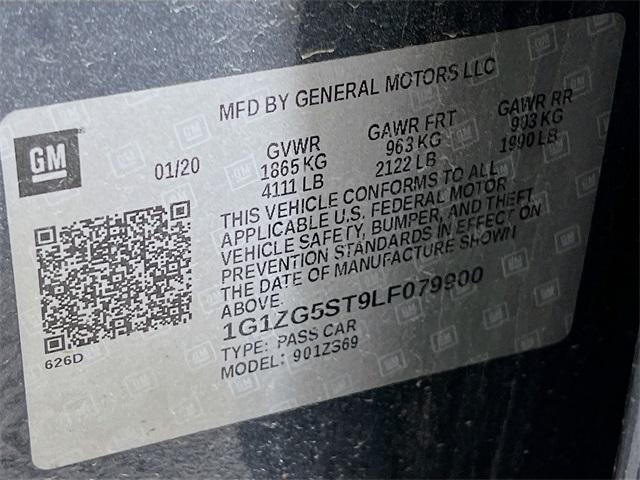 MFD BY GENERAL MOTORS LLC
GM
01/20
GVWR
1865 KG
4111 LB
GAWR FRT
963 KG
2122 LB
GAWR RR
903 KG
1990 LB
THIS VEHICLE CONFORMS TO ALL
APPLICABLE U.S. FEDERAL MOTOR
VEHICLE SAFETY, BUMPER, AND THEFT
PREVENTION STANDARDS IN EFFECT ON
THE DATE OF MANUFACTURE SHOWN
ABOVE.
1G1ZG5ST9LF079900
TYPE: PASS CAR
MODEL: 901ZS69
626D